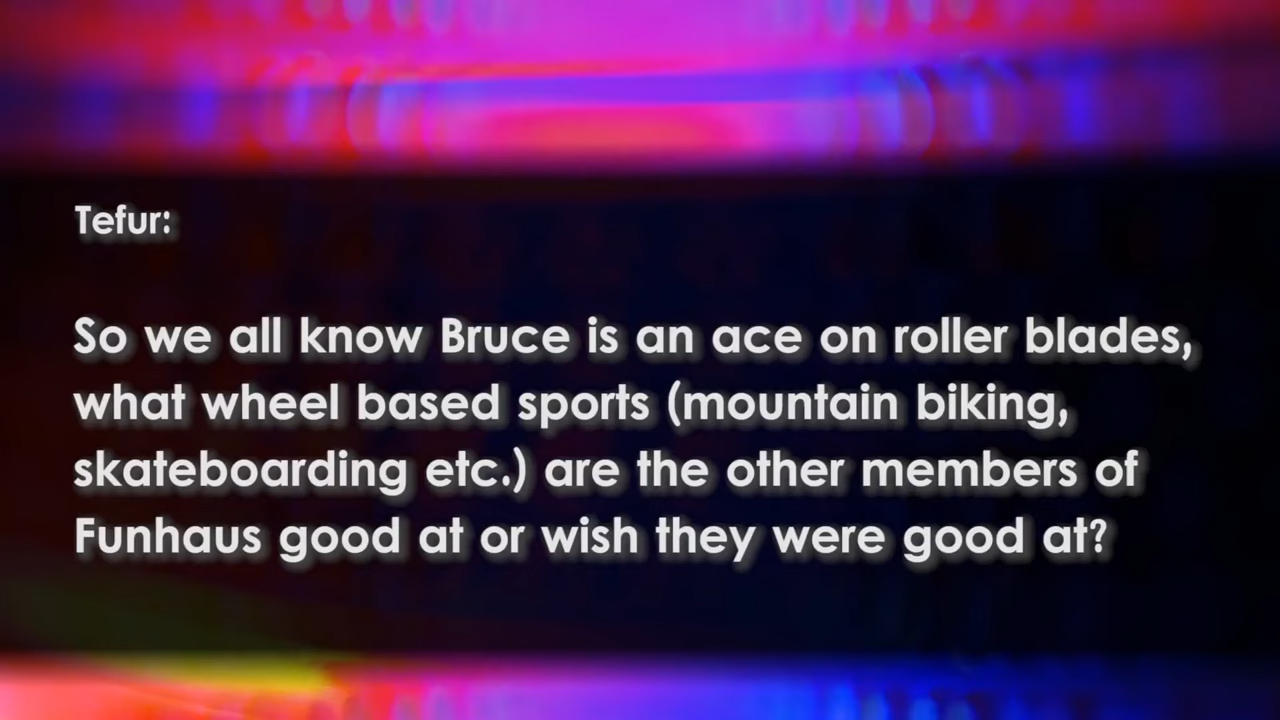 Tefur:
So we all know Bruce is an ace on roller blades,
what wheel based sports (mountain biking,
skateboarding etc.) are the other members of
Funhaus good at or wish they were good at?